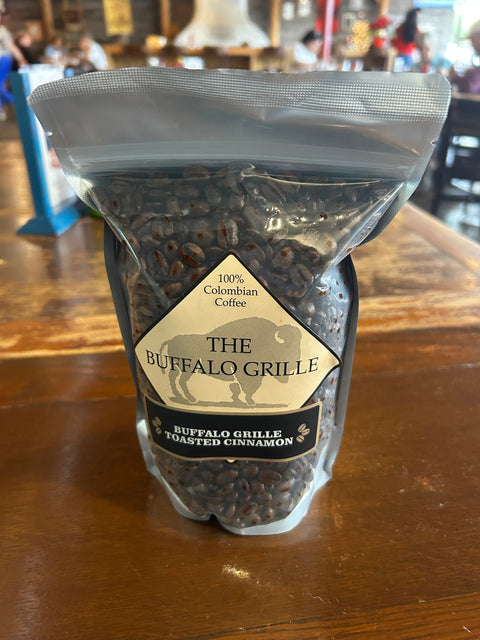 100%
Colombian
Coffee
THE
BUFFALO GRILLE
BUFFALO GRILLE
TOASTED CINNAMON